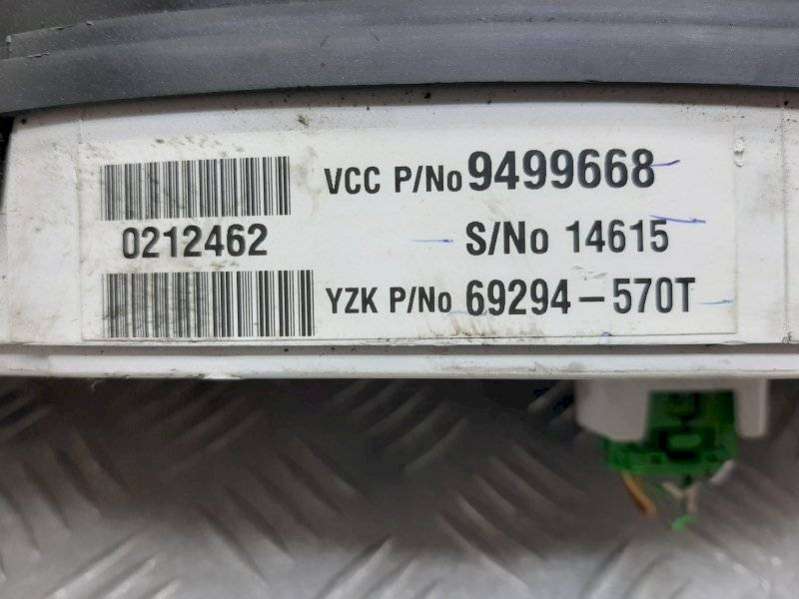 VCC P/No 9499668
0212462
S/No 14615
YZK P/No 69294-570T